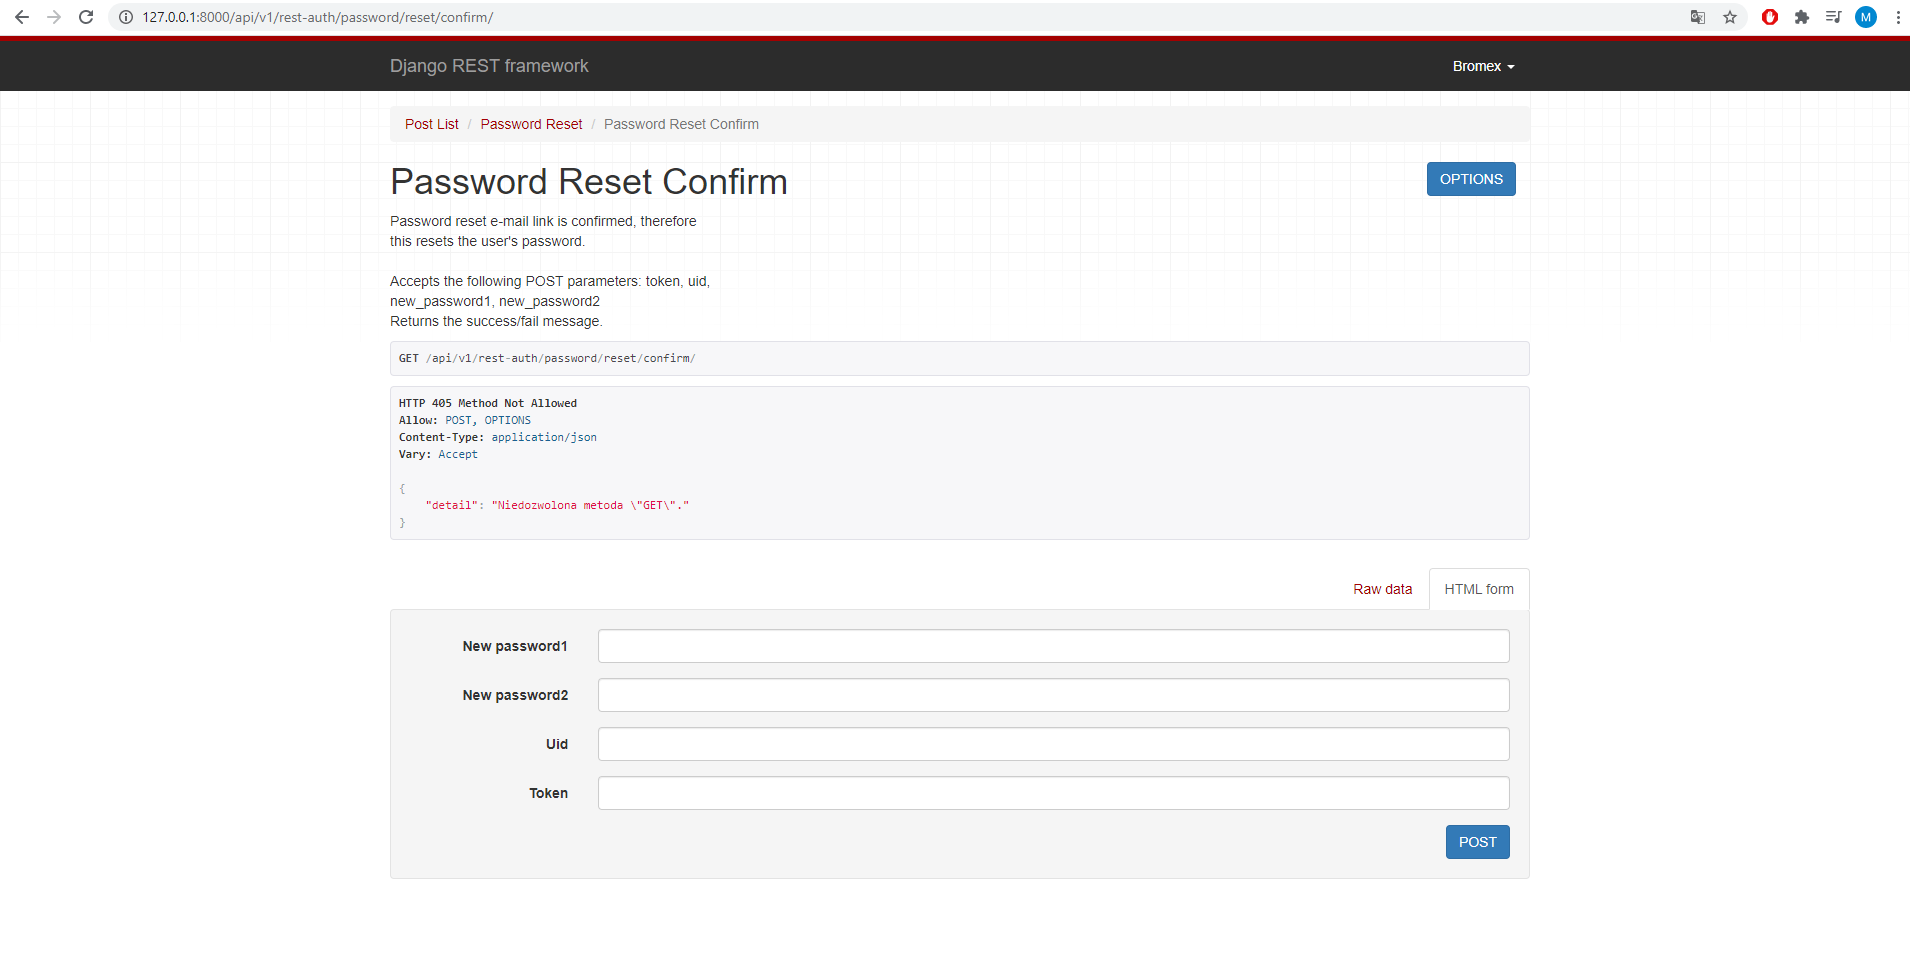 127.0.0.1:8000/api/v1/rest-auth/password/reset/confirm/
M
Django REST framework
Bromex
Post List / Password Reset / Password Reset Confirm
Password Reset Confirm
OPTIONS
Password reset e-mail link is confirmed, therefore
this resets the user's password.
Accepts the following POST parameters: token, uid,
new_password1, new_password2
Returns the success/fail message.
GET /api/v1/rest-auth/password/reset/confirm/
HTTP 405 Method Not Allowed
Allow: POST, OPTIONS
Content-Type: application/json
Vary: Accept
{
"detail": "Niedozwolona metoda \"GET\"."
}
Raw data
HTML form
New password1
New password2
Uid
Token
POST